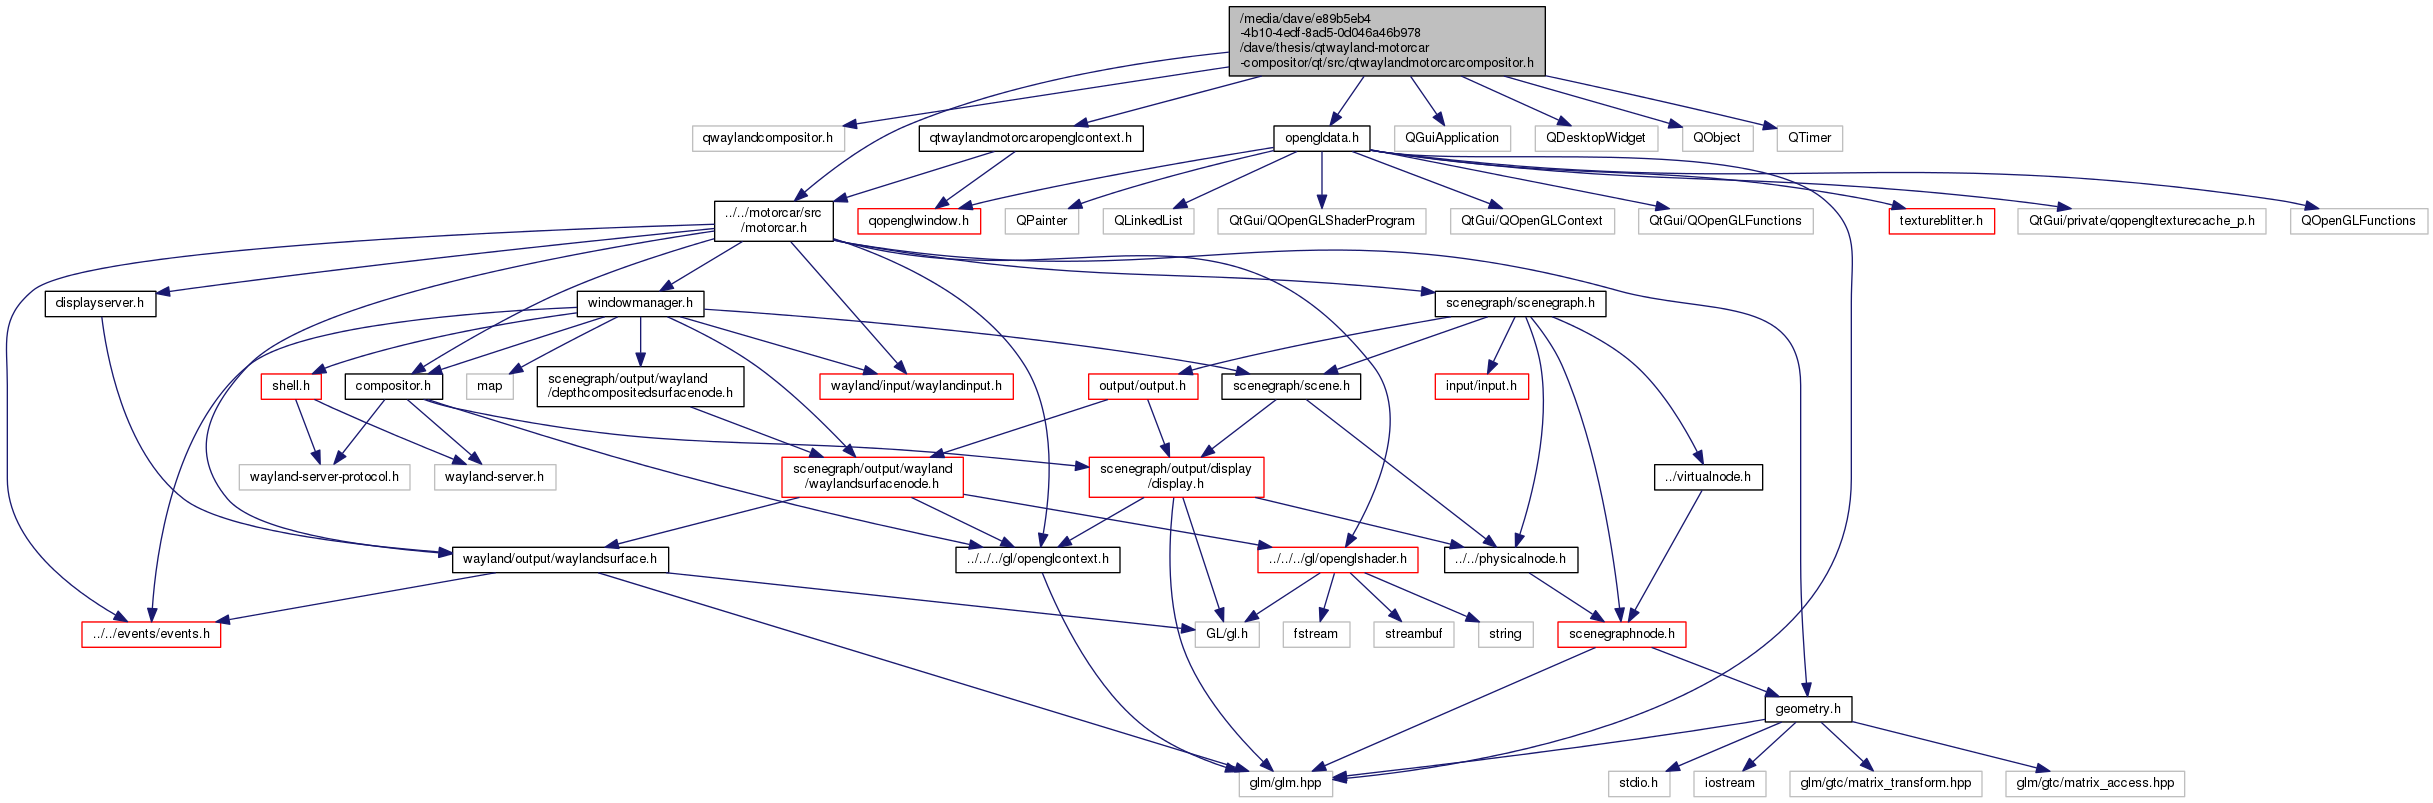 /media/dave/e89b5eb4
-4b10-4edf-8ad5-0d046a46b978
/dave/thesis/qtwayland-motorcar
-compositor/qt/src/qtwaylandmotorcarcompositor.h
qwaylandcompositor.h
qtwaylandmotorcaropenglcontext.h
opengldata.h
QGuiApplication
QDesktopWidget
QObject
QTimer
../../motorcar/src
/motorcar.h
qopenglwindow.h
QPainter
QLinkedList
QtGui/QOpenGLShaderProgram
QtGui/QOpenGLContext
QtGui/QOpenGLFunctions
textureblitter.h
QtGui/private/qopengltexturecache_p.h
QOpenGLFunctions
displayserver.h
windowmanager.h
scenegraph/scenegraph.h
shell.h
compositor.h
map
scenegraph/output/wayland
/depthcompositedsurfacenode.h
wayland/input/waylandinput.h
output/output.h
scenegraph/scene.h
input/input.h
wayland-server-protocol.h
wayland-server.h
scenegraph/output/wayland
/waylandsurfacenode.h
scenegraph/output/display
/display.h
../virtualnode.h
wayland/output/waylandsurface.h
../../../gl/openglcontext.h
../../../gl/openglshader.h
../../physicalnode.h
../../events/events.h
GL/gl.h
fstream
streambuf
string
scenegraphnode.h
geometry.h
glm/glm.hpp
stdio.h
iostream
glm/gtc/matrix_transform.hpp
glm/gtc/matrix_access.hpp